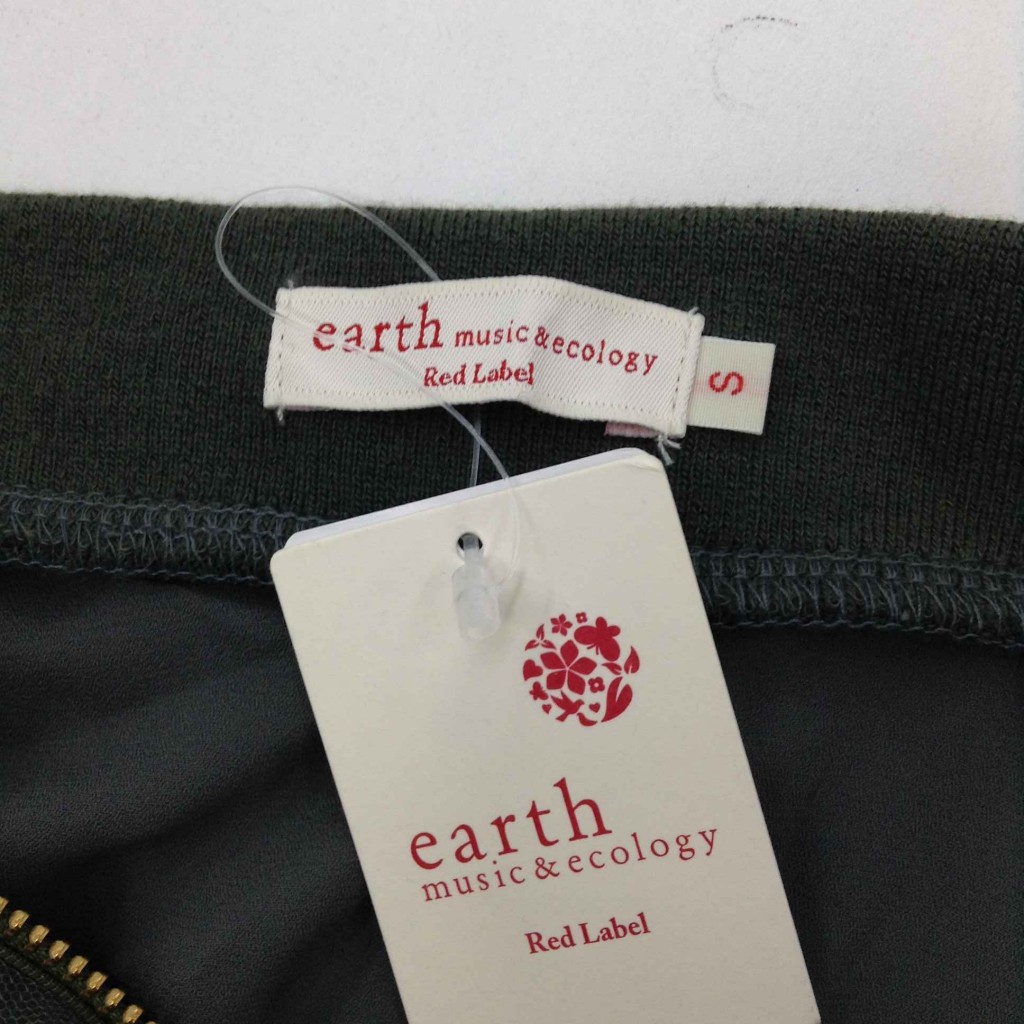 earth music & ecology
Red Label
S
earth
music & ecology
Red Label